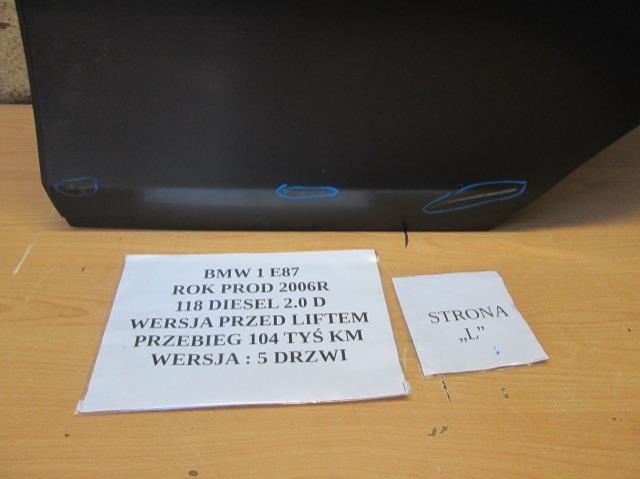 BMW 1 E87
ROK PROD 2006R
118 DIESEL 2.0 D
WERSJA PRZED LIFTEM
PRZEBIEG 104 TYŚ KM
WERSJA : 5 DRZWI
STRONA
„L”